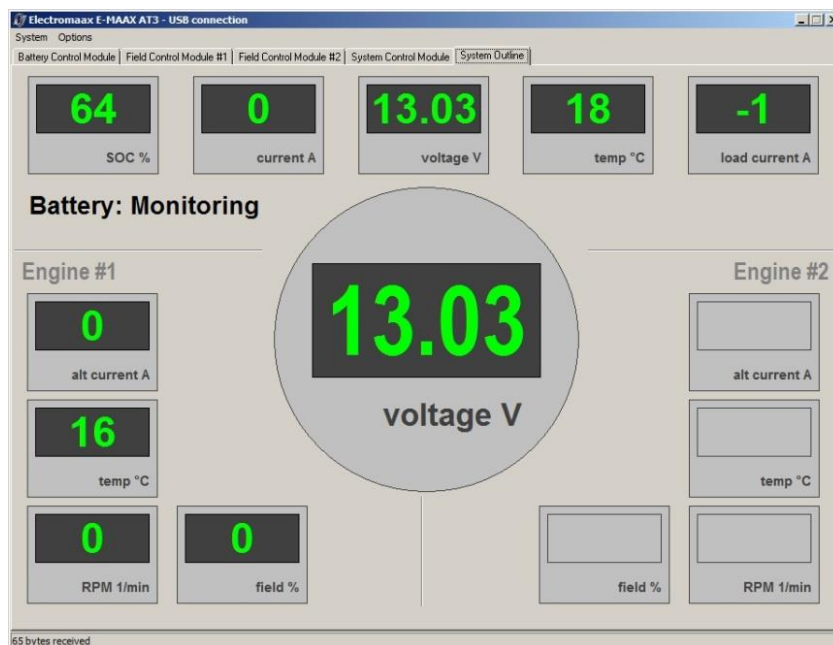 Electromaax E-MAAX AT3 - USB connection
System Options
Battery Control Module Field Control Module #1 Field Control Module #2 System Control Module System Outline
64 0 13.03 18 -1
SOC % current A voltage V temp °C load current A
Battery: Monitoring
Engine #1 Engine #2
13.03
voltage V
0
alt current A alt current A
16
temp °C temp °C
0 0
RPM 1/min field % field % RPM 1/min
65 bytes received